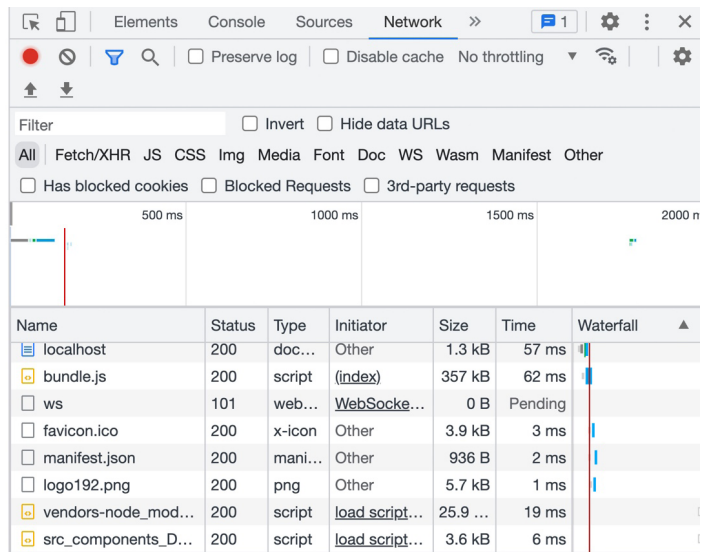 Elements Console Sources Network » 1
Preserve log Disable cache No throttling
Filter Invert Hide data URLs
All Fetch/XHR JS CSS Img Media Font Doc WS Wasm Manifest Other
Has blocked cookies Blocked Requests 3rd-party requests
500 ms 1000 ms 1500 ms 2000 m
Name Status Type Initiator Size Time Waterfall
localhost 200 doc... Other 1.3 kB 57 ms
bundle.js 200 script (index) 357 kB 62 ms
ws 101 web... WebSocke... 0 B Pending
favicon.ico 200 x-icon Other 3.9 kB 3 ms
manifest.json 200 mani... Other 936 B 2 ms
logo192.png 200 png Other 5.7 kB 1 ms
vendors-node_mod... 200 script load script... 25.9 ... 19 ms
src_components_D... 200 script load script... 3.6 kB 6 ms